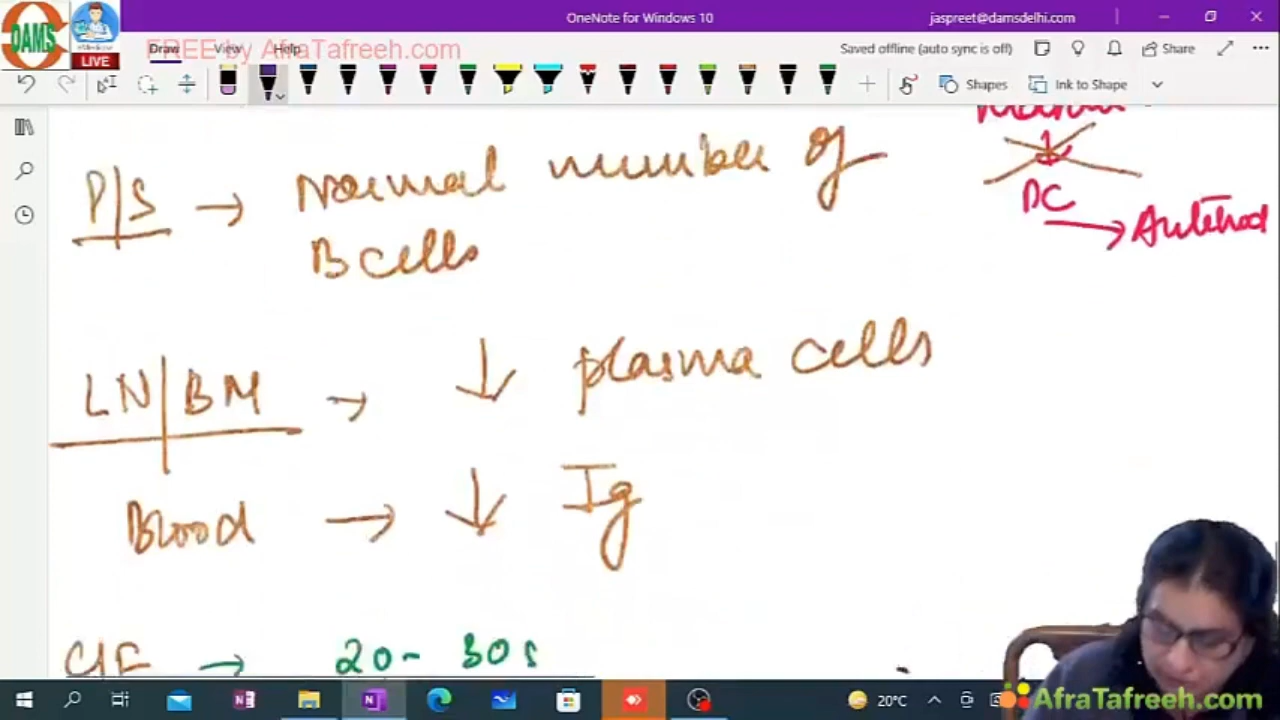 OneNote for Windows 10
jaspreet@damsdelhi.com
DAMS
eMedicoz
LIVE
FREE by AfraTafreeh.com
Draw View Help
Saved offline (auto sync is off)
Share
Shapes
Ink to Shape
P/S → Normal number of
B cells
PC → Antibod
LN/BM → ↓ plasma cells
Blood → ↓ Ig
C/F → 20-30s
20°C
AfraTafreeh.com